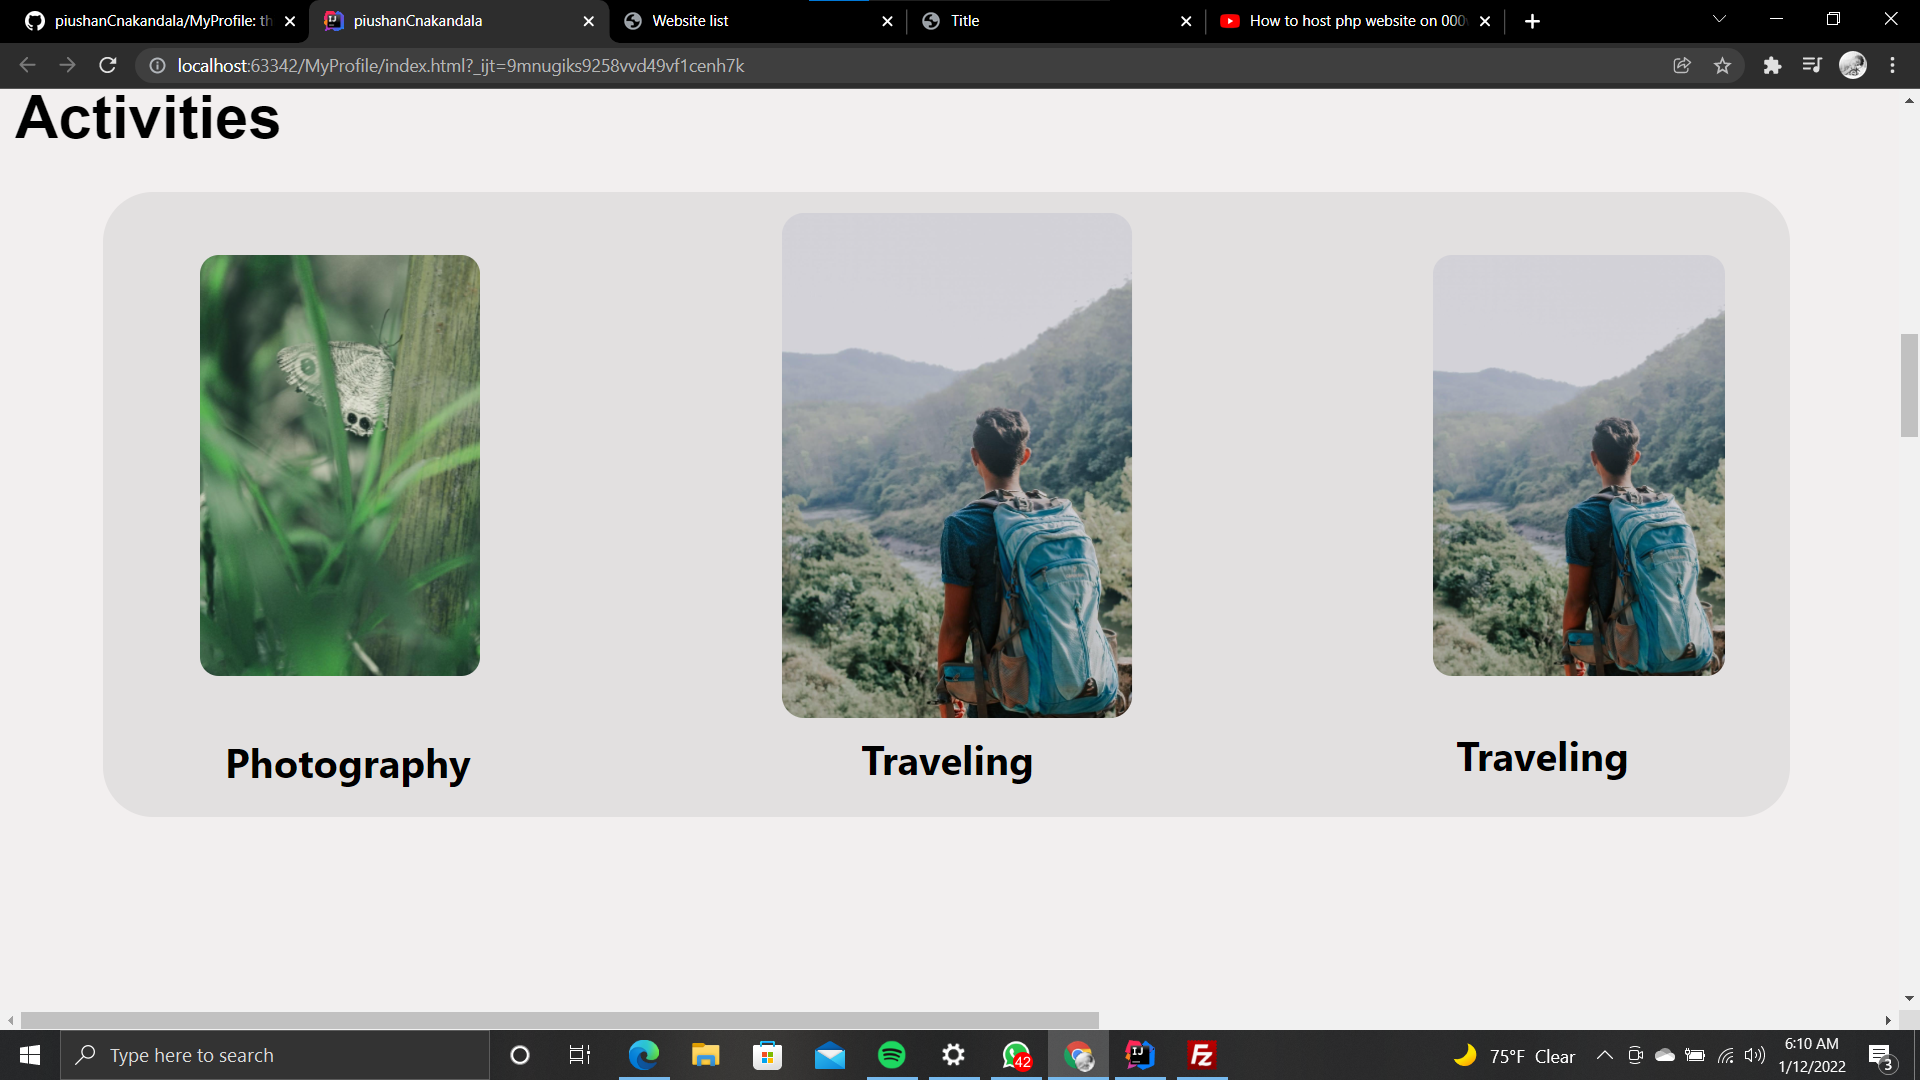 piushanCnakandala/MyProfile: th
piushanCnakandala
Website list
Title
How to host php website on 000
localhost:63342/MyProfile/index.html?_ijt=9mnugiks9258vvd49vf1cenh7k
Activities
Photography
Traveling
Traveling
Type here to search
42
75°F Clear
6:10 AM
1/12/2022
3